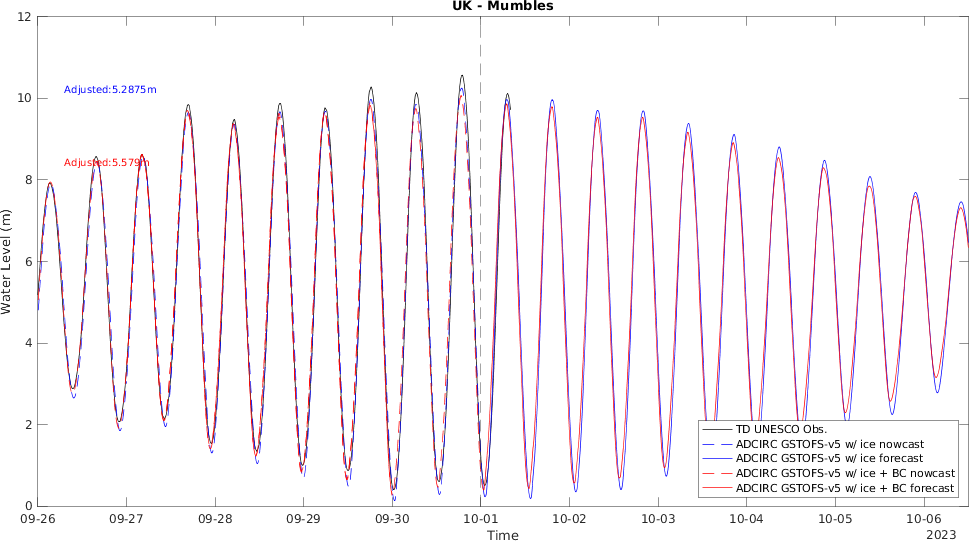 UK - Mumbles
12
10
8
6
4
2
0
Water Level (m)
Adjusted:5.2875m
Adjusted:5.579m
TD UNESCO Obs.
ADCIRC GSTOFS-v5 w/ ice nowcast
ADCIRC GSTOFS-v5 w/ ice forecast
ADCIRC GSTOFS-v5 w/ ice + BC nowcast
ADCIRC GSTOFS-v5 w/ ice + BC forecast
09-26 09-27 09-28 09-29 09-30 10-01 10-02 10-03 10-04 10-05 10-06
Time
2023